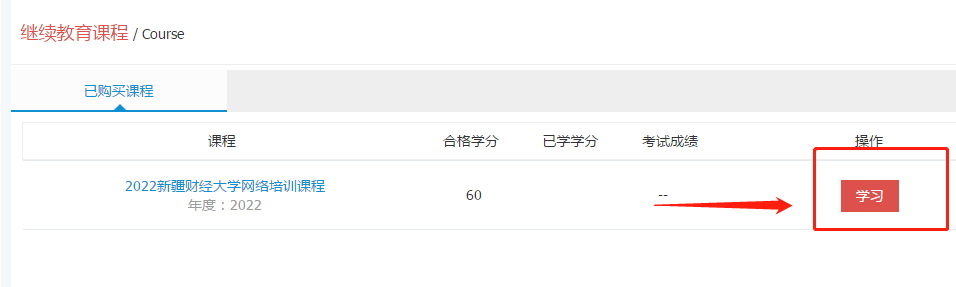 继续教育课程 / Course
已购买课程
课程 合格学分 已学学分 考试成绩 操作
2022新疆财经大学网络培训课程 60 -- 学习
年度：2022